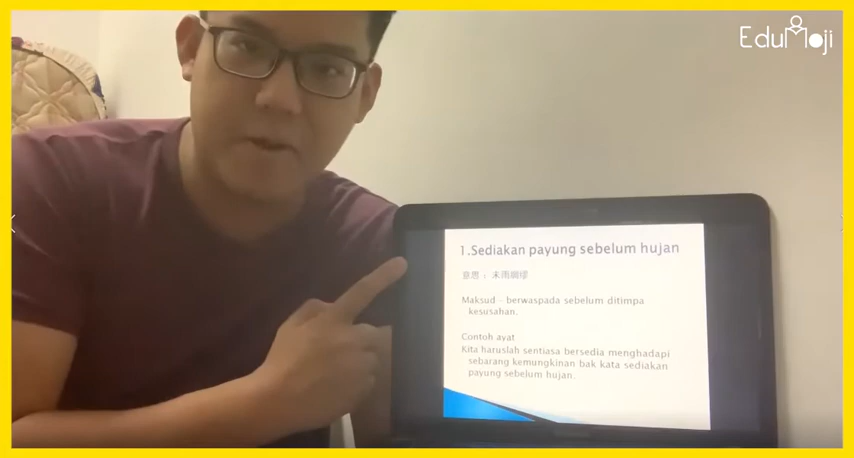 EduMoji
1.Sediakan payung sebelum hujan
意思 : 未雨绸缪
Maksud - berwaspada sebelum ditimpa
kesusahan.
Contoh ayat
Kita haruslah sentiasa bersedia menghadapi
sebarang kemungkinan bak kata sediakan
payung sebelum hujan.